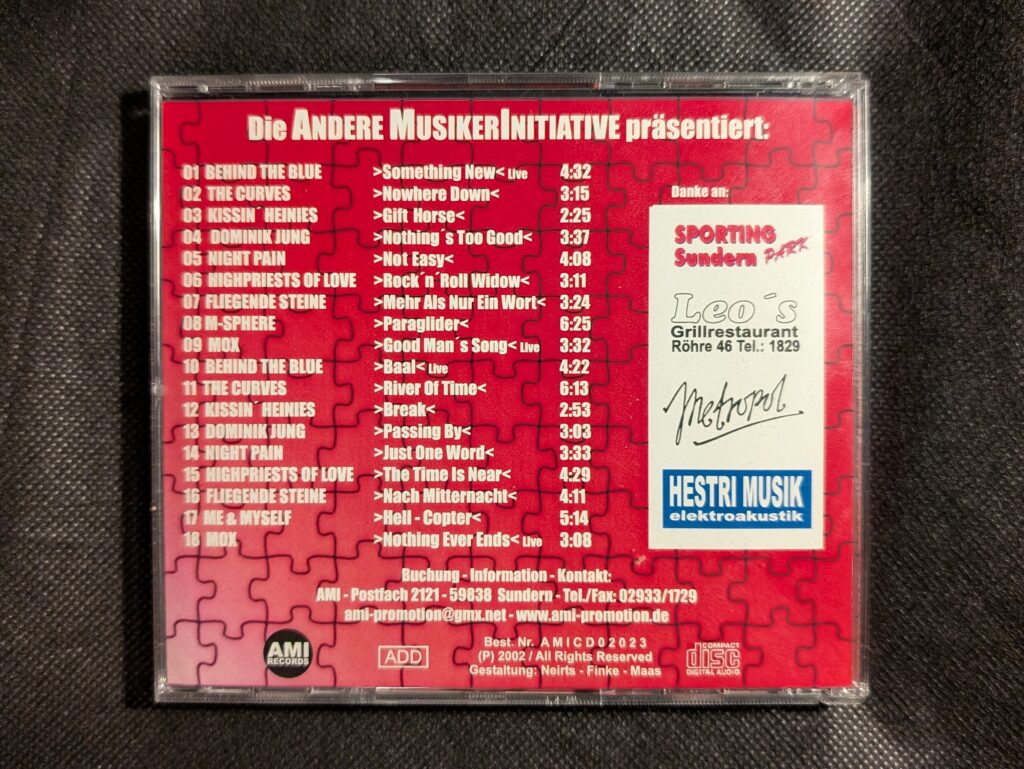 Die ANDERE MUSIKERINITIATIVE präsentiert:
01 BEHIND THE BLUE >Something New< Live 4:32
02 THE CURVES >Nowhere Down< 3:15
03 KISSIN´ HEINIES >Gift Horse< 2:25
04 DOMINIK JUNG >Nothing´s Too Good< 3:37
05 NIGHT PAIN >Not Easy< 4:08
06 HIGHPRIESTS OF LOVE >Rock´n´Roll Widow< 3:11
07 FLIEGENDE STEINE >Mehr Als Nur Ein Wort< 3:24
08 M-SPHERE >Paraglider< 6:25
09 MOX >Good Man´s Song< Live 3:32
10 BEHIND THE BLUE >Baal< Live 4:22
11 THE CURVES >River Of Time< 6:13
12 KISSIN´ HEINIES >Break< 2:53
13 DOMINIK JUNG >Passing By< 3:03
14 NIGHT PAIN >Just One Word< 3:33
15 HIGHPRIESTS OF LOVE >The Time Is Near< 4:29
16 FLIEGENDE STEINE >Nach Mitternacht< 4:11
17 ME & MYSELF >Hell - Copter< 5:14
18 MOX >Nothing Ever Ends< Live 3:08
Danke an:
SPORTING
Sundern PARK
Leo´s
Grillrestaurant
Röhre 46 Tel.: 1829
Metropol
HESTRI MUSIK
elektroakustik
Buchung - Information - Kontakt:
AMI - Postfach 2121 - 59838 Sundern - Tel./Fax: 02933/1729
ami-promotion@gmx.net - www.ami-promotion.de
AMI
RECORDS
ADD
Best. Nr. AMICD02023
(P) 2002 / All Rights Reserved
Gestaltung: Neirts - Finke - Maas
COMPACT
disc
DIGITAL AUDIO